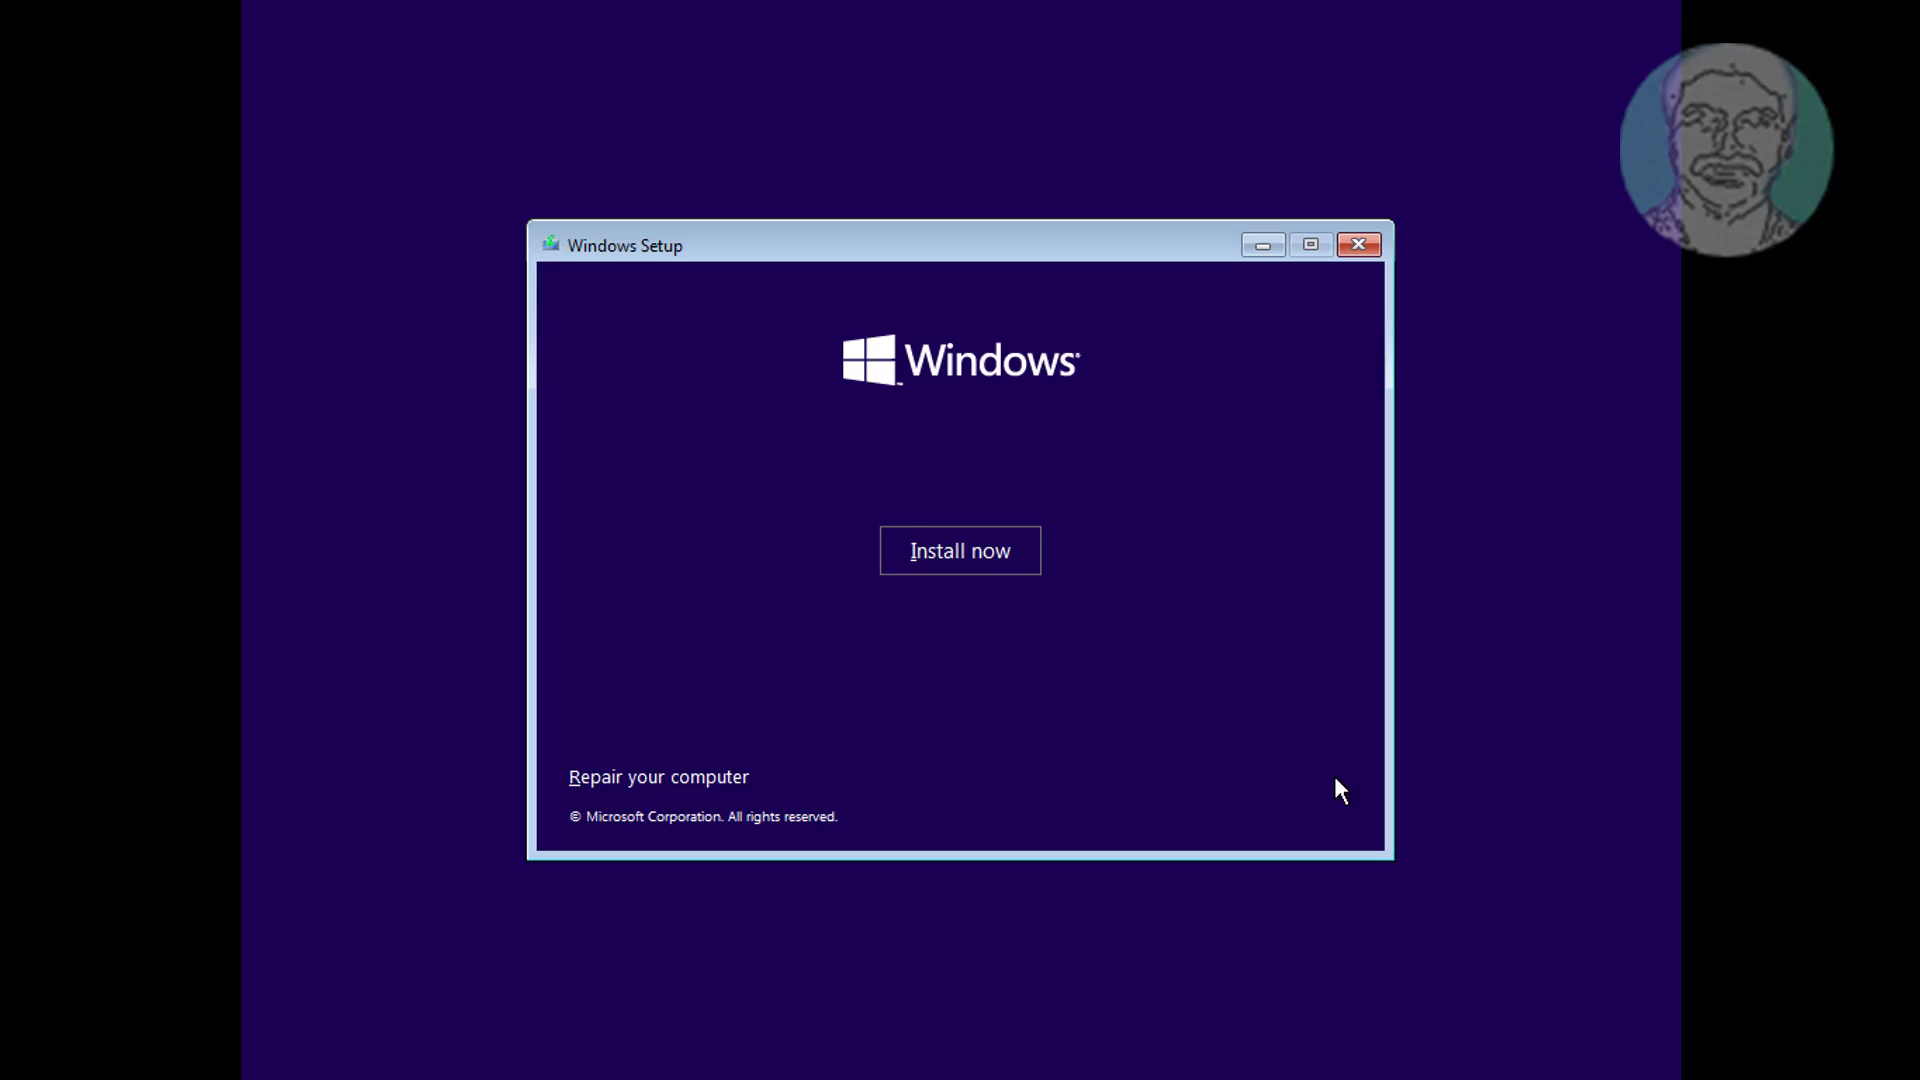 Windows Setup
Windows
Install now
Repair your computer
© Microsoft Corporation. All rights reserved.